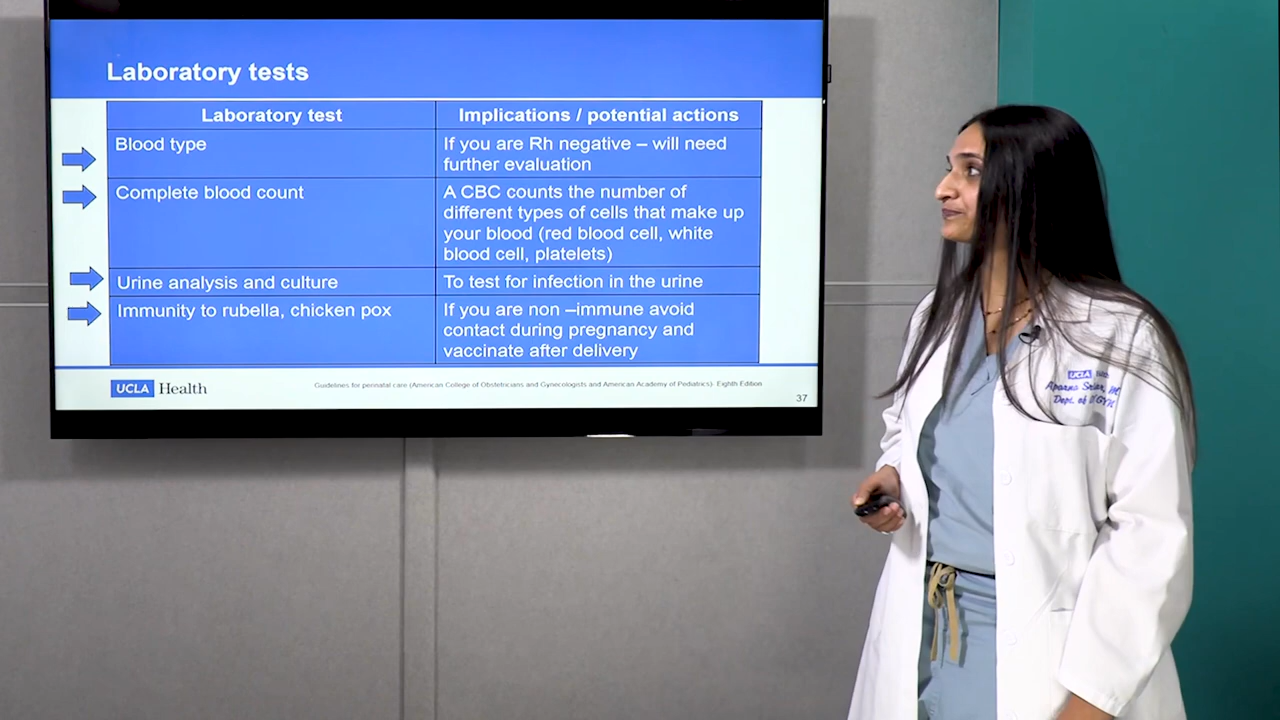 Laboratory tests
Laboratory test
Implications / potential actions
Blood type
If you are Rh negative – will need
further evaluation
Complete blood count
A CBC counts the number of
different types of cells that make up
your blood (red blood cell, white
blood cell, platelets)
Urine analysis and culture
To test for infection in the urine
Immunity to rubella, chicken pox
If you are non –immune avoid
contact during pregnancy and
vaccinate after delivery
UCLA Health
Guidelines for perinatal care (American College of Obstetricians and Gynecologists and American Academy of Pediatrics). Eighth Edition
37
UCLA
Aparna
Dept. of